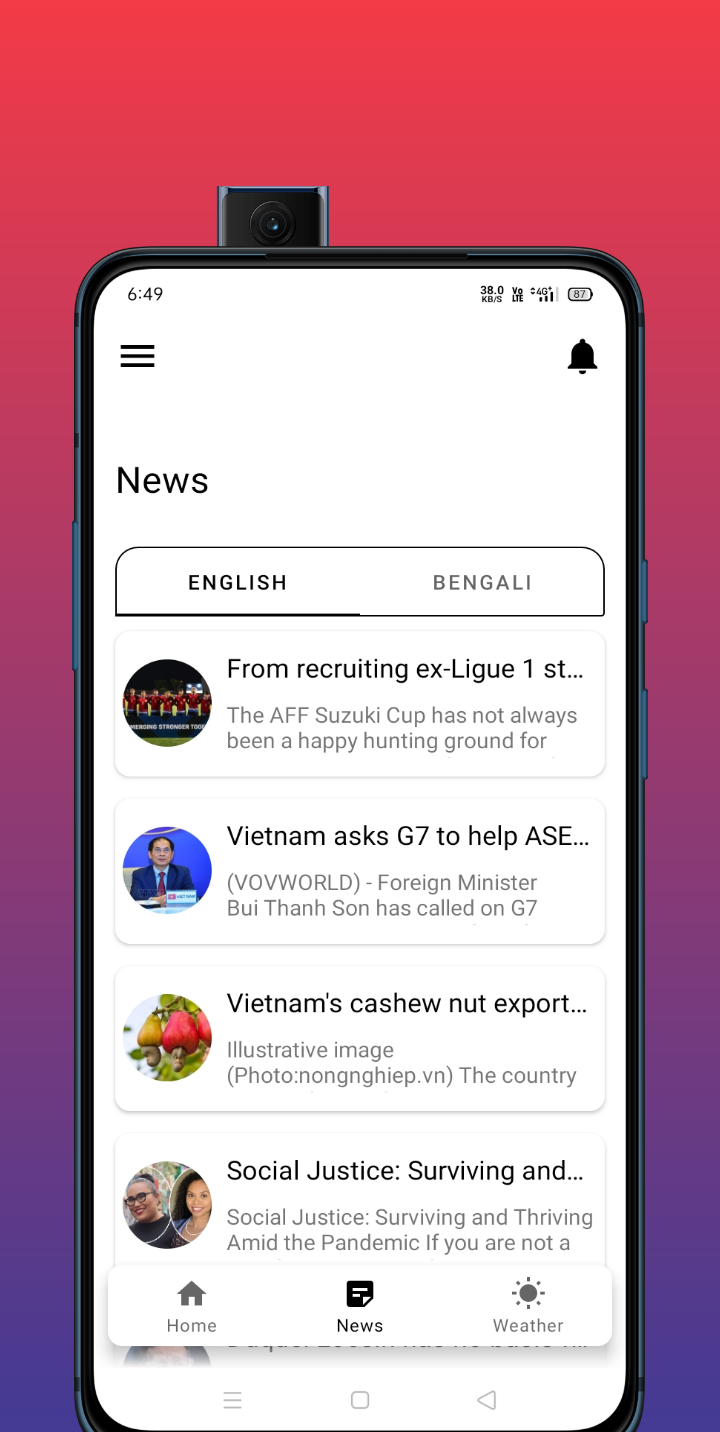 6:49
38.0
KB/S
Vo
LTE
4G+
87
News
ENGLISH
BENGALI
From recruiting ex-Ligue 1 st...
MERGING STRONGER TOGE
The AFF Suzuki Cup has not always
been a happy hunting ground for
Vietnam asks G7 to help ASE...
(VOVWORLD) - Foreign Minister
Bui Thanh Son has called on G7
Vietnam's cashew nut export...
Illustrative image
(Photo:nongnghiep.vn) The country
Social Justice: Surviving and...
Social Justice: Surviving and Thriving
Amid the Pandemic If you are not a
Home
News
Weather